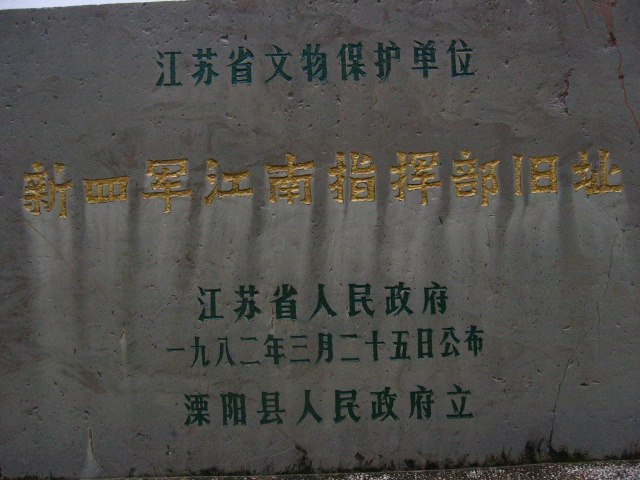 江苏省文物保护单位
新四军江南指挥部旧址
江苏省人民政府
一九八二年三月二十五日公布
溧阳县人民政府立